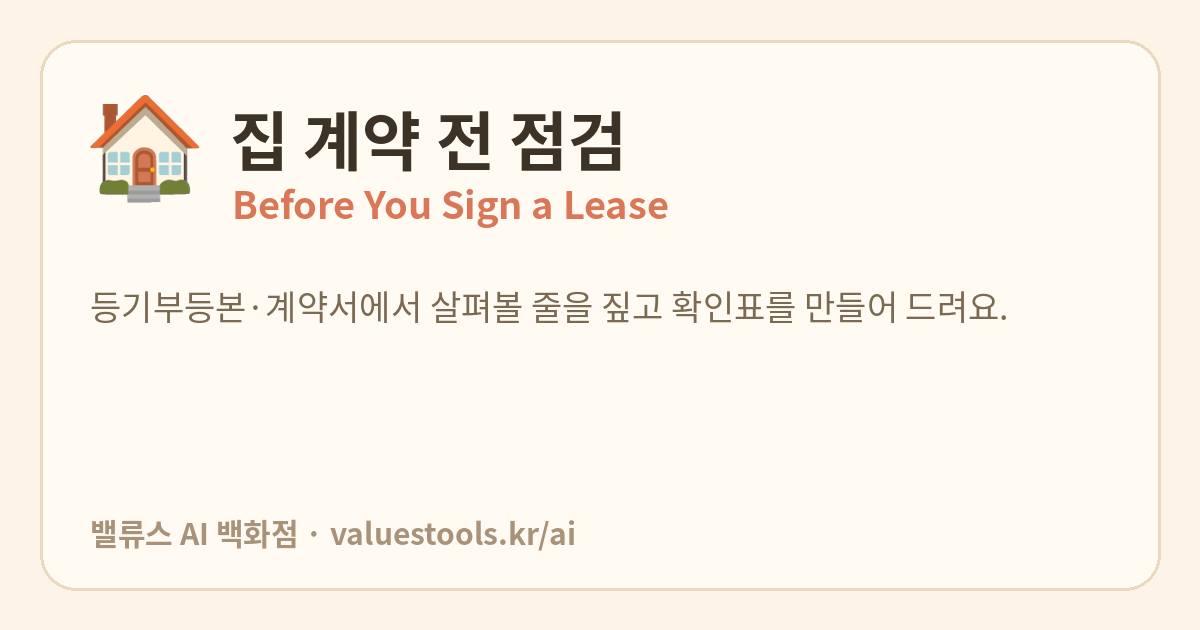 집 계약 전 점검
Before You Sign a Lease
등기부등본·계약서에서 살펴볼 줄을 짚고 확인표를 만들어 드려요.
밸류스 AI 백화점 · valuestools.kr/ai